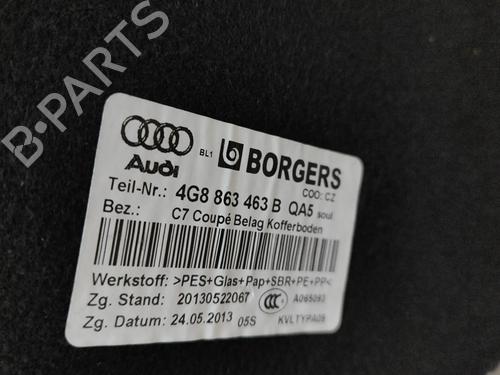 B-PARTS
Audi BL1 BORGERS
COO: CZ
Teil-Nr.: 4G8 863 463 B QA5 soul
Bez.: C7 Coupé Belag Kofferboden
Werkstoff: >PES+Glas+Pap+SBR+PE+PP<
Zg. Stand: 20130522067 A065093
Zg. Datum: 24.05.2013 05S KVLTYPA05